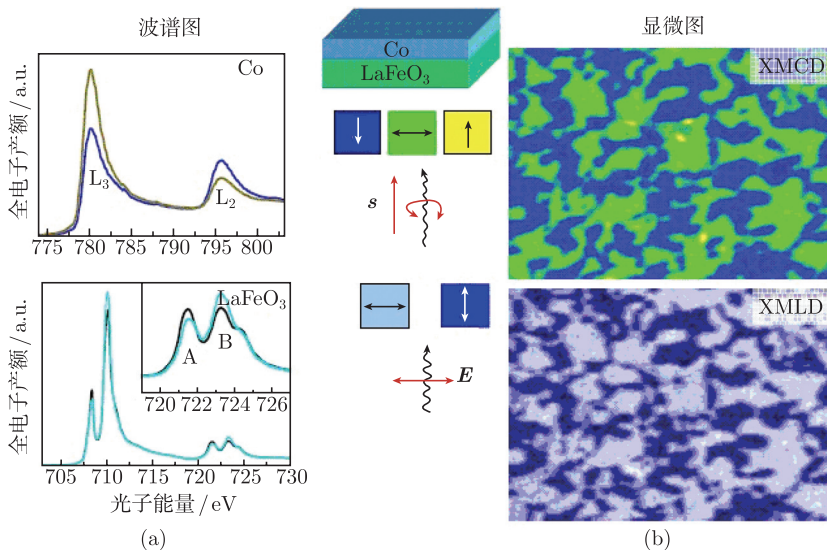 波谱图
全电子产额/a.u.
Co
L3
L2
775 780 785 790 795 800
全电子产额/a.u.
LaFeO3
A
B
720 722 724 726
705 710 715 720 725 730
光子能量/eV
(a)
Co
LaFeO3
s
E
显微图
XMCD
XMLD
(b)